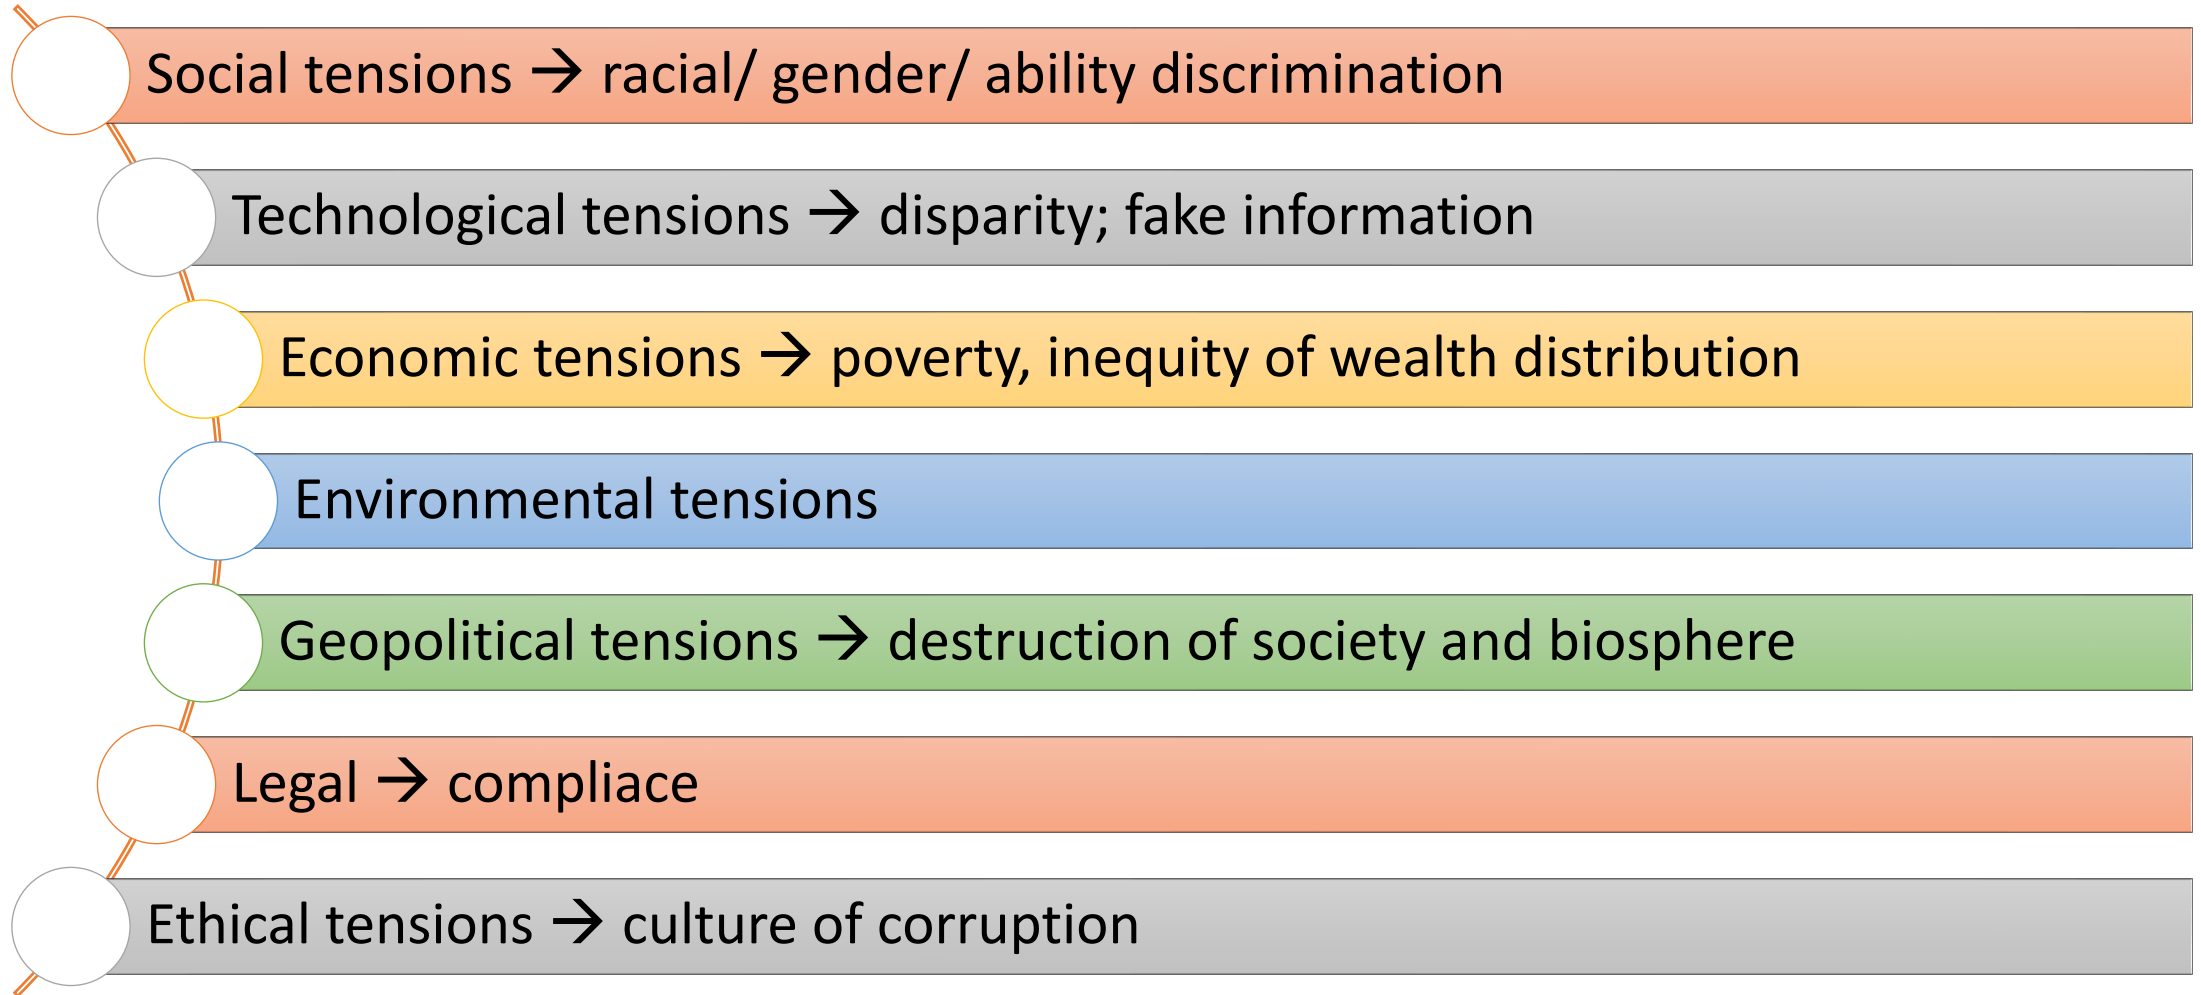 Social tensions → racial/ gender/ ability discrimination
Technological tensions → disparity; fake information
Economic tensions → poverty, inequity of wealth distribution
Environmental tensions
Geopolitical tensions → destruction of society and biosphere
Legal → compliace
Ethical tensions → culture of corruption